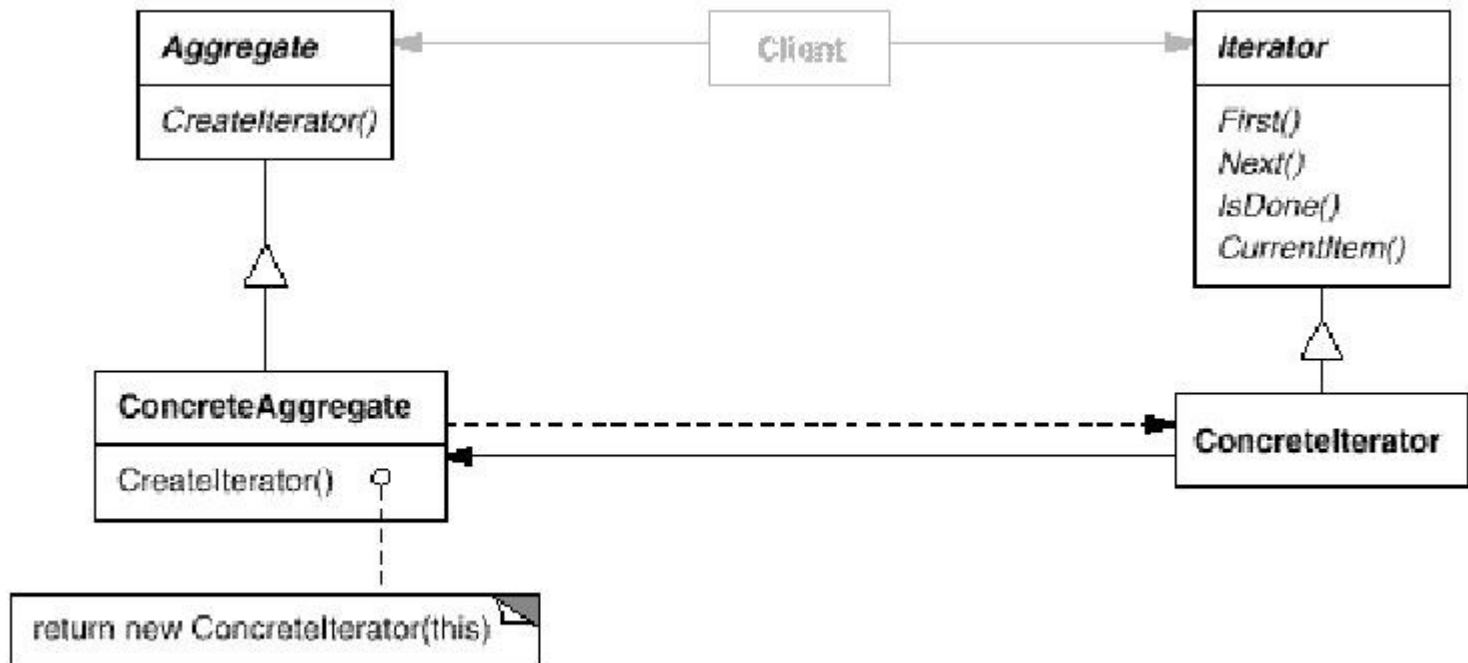 Aggregate
CreateIterator()
Client
Iterator
First()
Next()
IsDone()
CurrentItem()
ConcreteAggregate
CreateIterator()
ConcreteIterator
return new ConcreteIterator(this)